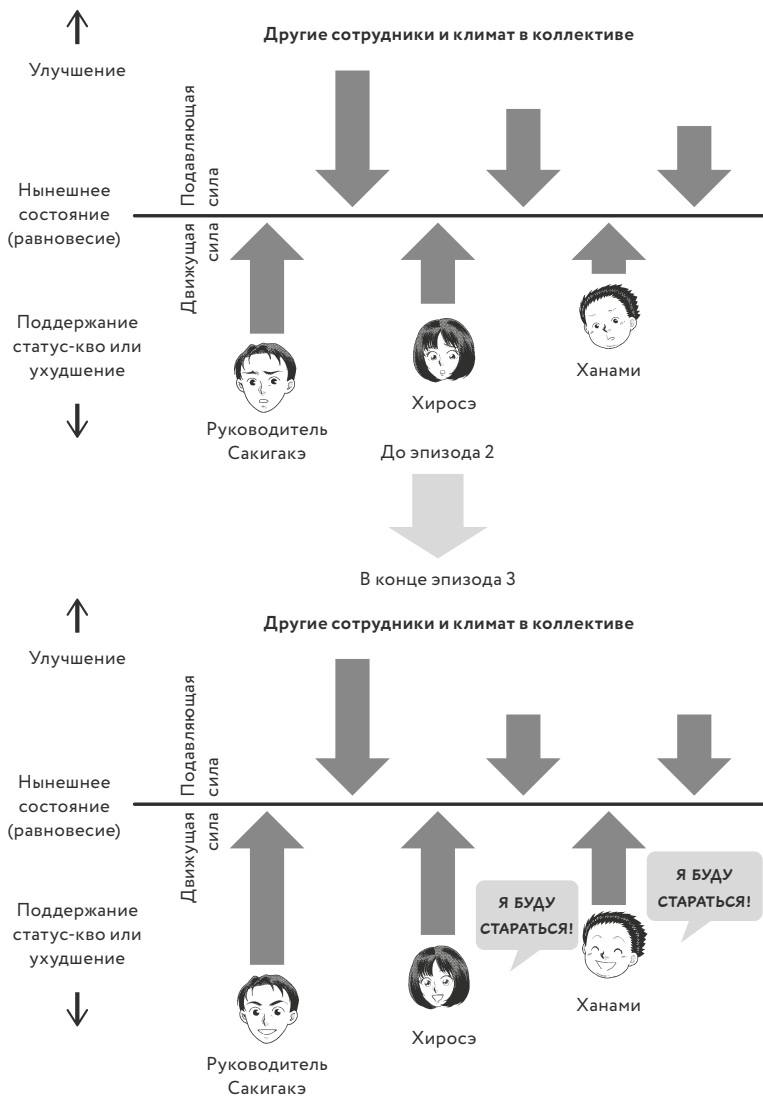 Другие сотрудники и климат в коллективе
Улучшение
Подавляющая
сила
Нынешнее
состояние
(равновесие)
Движущая
сила
Поддержание
статус-кво или
ухудшение
Руководитель
Сакигакэ
Хиросэ
Ханами
До эпизода 2
В конце эпизода 3
Другие сотрудники и климат в коллективе
Улучшение
Подавляющая
сила
Нынешнее
состояние
(равновесие)
Движущая
сила
Поддержание
статус-кво или
ухудшение
Я БУДУ
СТАРАТЬСЯ!
Я БУДУ
СТАРАТЬСЯ!
Руководитель
Сакигакэ
Хиросэ
Ханами